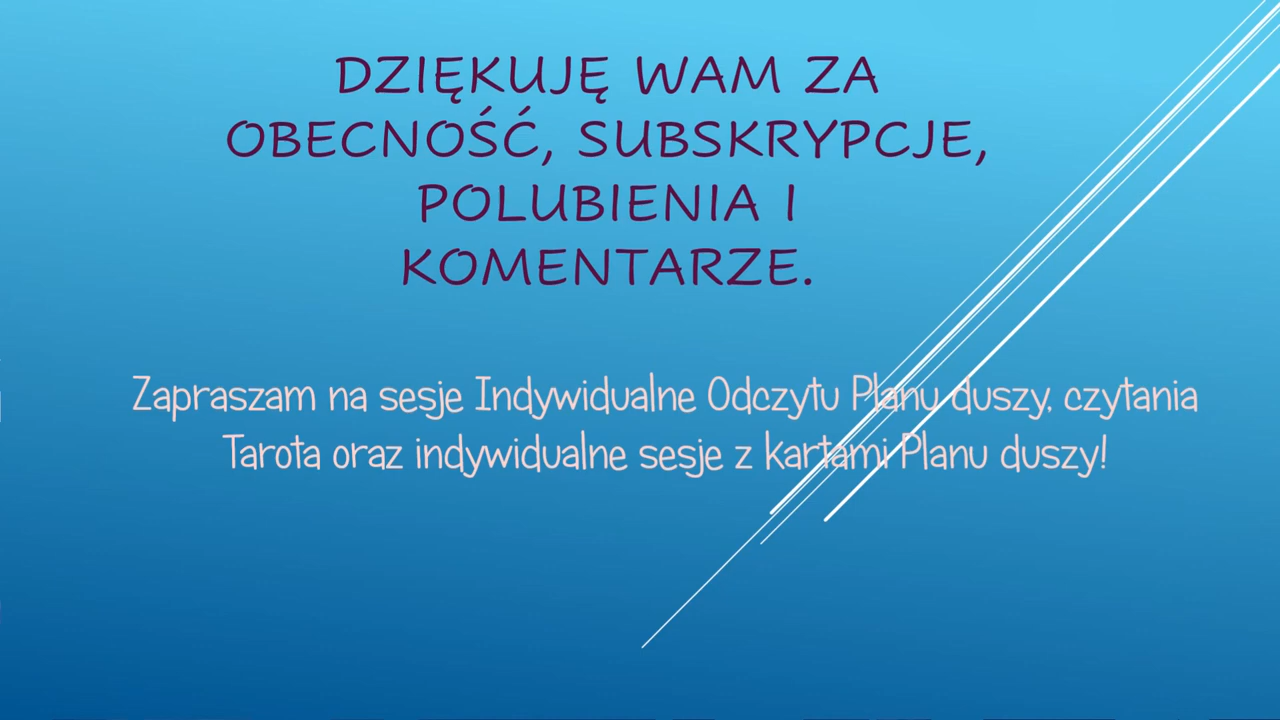 DZIĘKUJĘ WAM ZA
OBECNOŚĆ, SUBSKRYPCJE,
POLUBIENIA I
KOMENTARZE.
Zapraszam na sesje Indywidualne Odczytu Planu duszy, czytania
Tarota oraz indywidualne sesje z kartami Planu duszy!